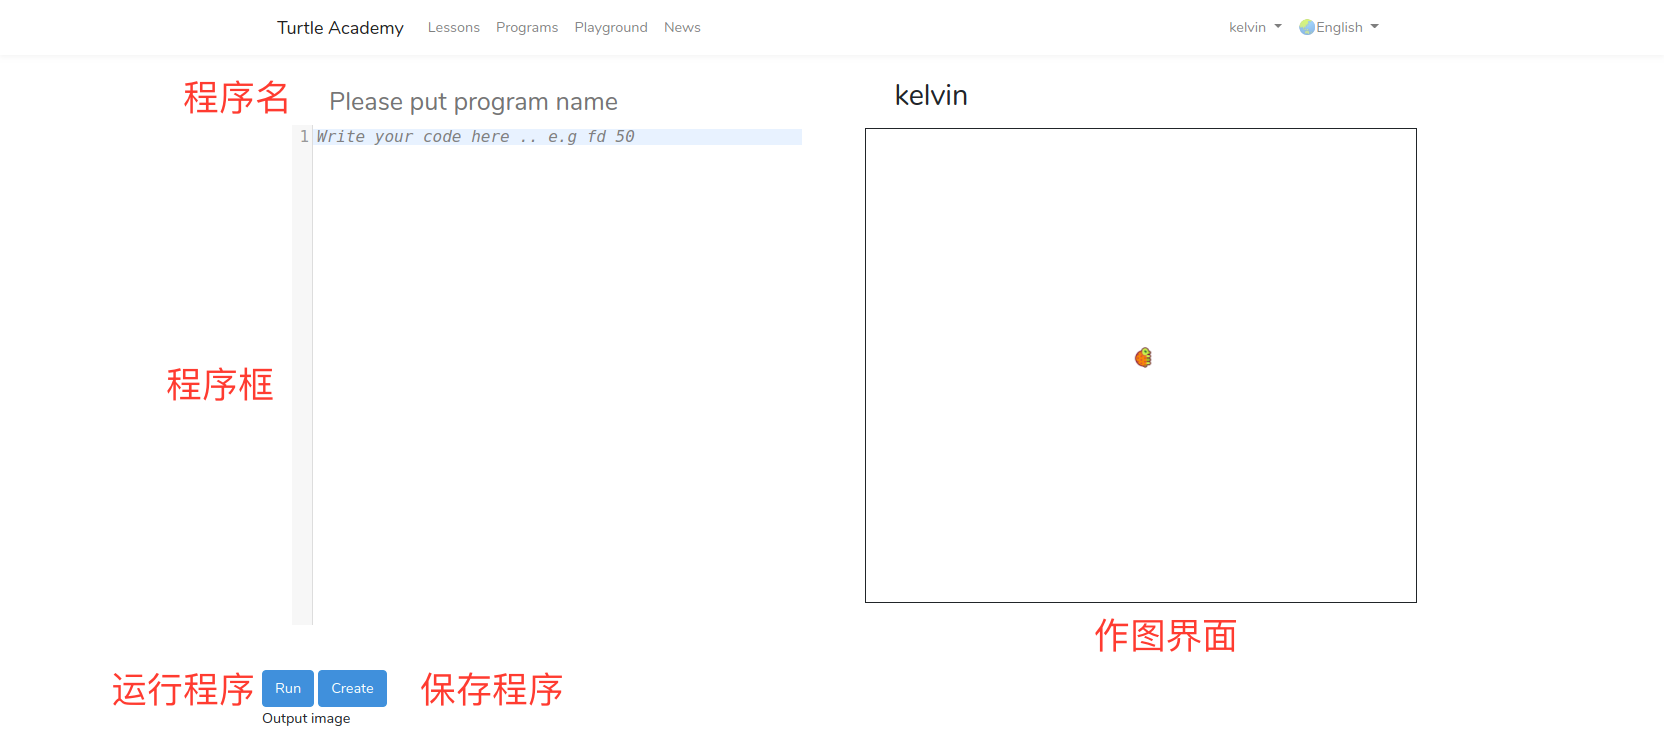 Turtle Academy Lessons Programs Playground News kelvin English
程序名 Please put program name
kelvin
1 Write your code here .. e.g fd 50
程序框
作图界面
运行程序 Run Create 保存程序
Output image